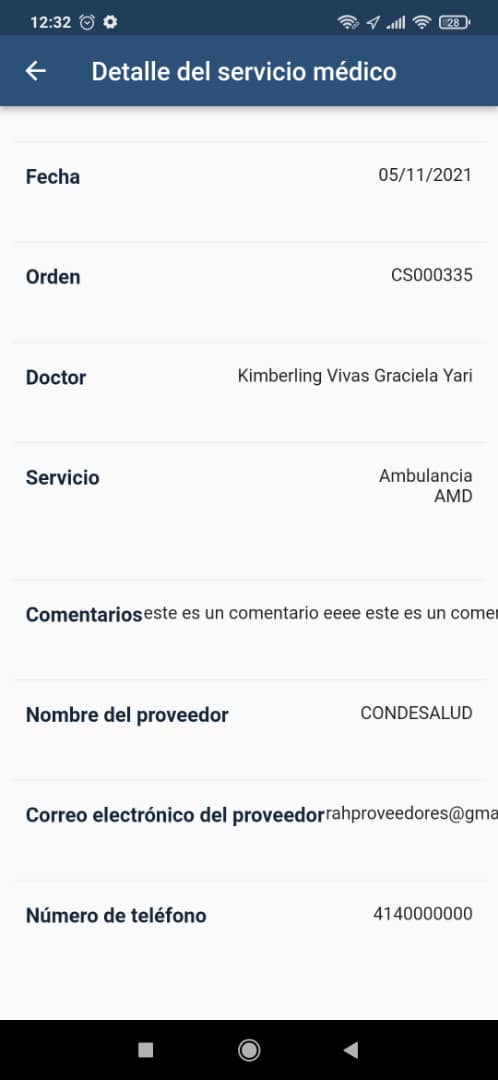 12:32
28
Detalle del servicio médico
Fecha 05/11/2021
Orden CS000335
Doctor Kimberling Vivas Graciela Yari
Servicio Ambulancia
AMD
Comentarios este es un comentario eeee este es un comen
Nombre del proveedor CONDESALUD
Correo electrónico del proveedor rahproveedores@gma
Número de teléfono 4140000000